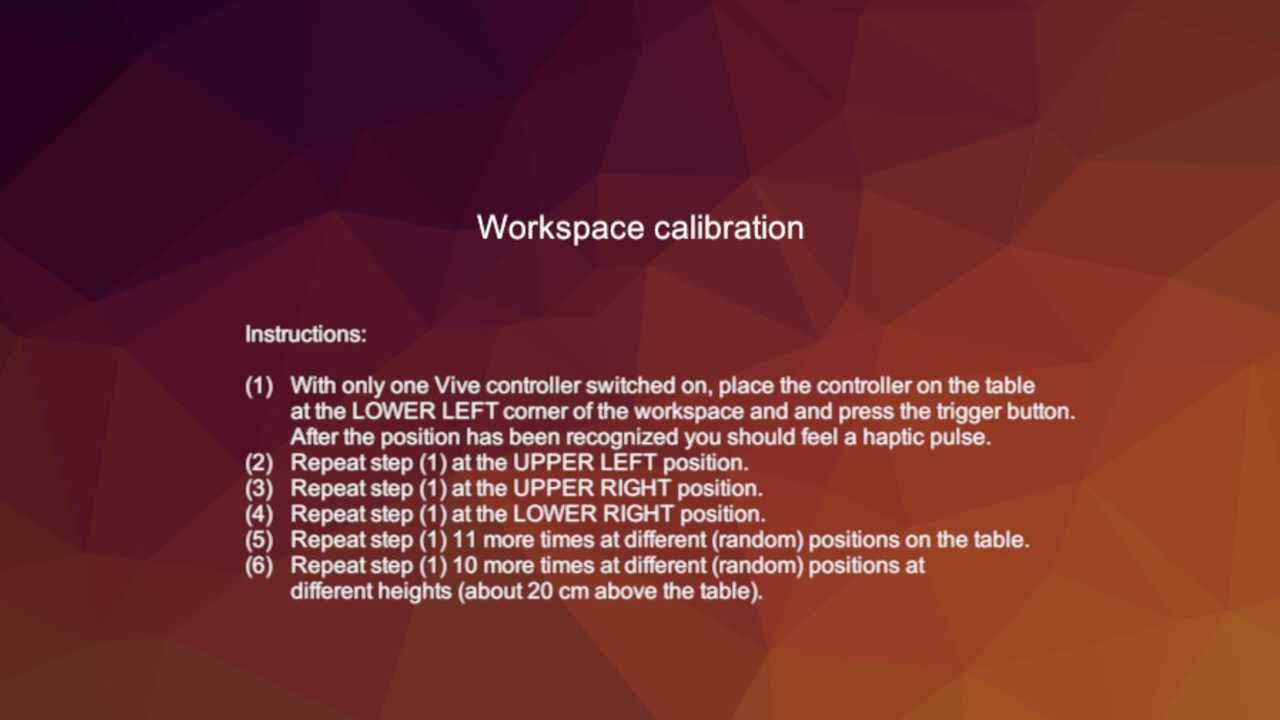 Workspace calibration
Instructions:
(1) With only one Vive controller switched on, place the controller on the table
at the LOWER LEFT corner of the workspace and and press the trigger button.
After the position has been recognized you should feel a haptic pulse.
(2) Repeat step (1) at the UPPER LEFT position.
(3) Repeat step (1) at the UPPER RIGHT position.
(4) Repeat step (1) at the LOWER RIGHT position.
(5) Repeat step (1) 11 more times at different (random) positions on the table.
(6) Repeat step (1) 10 more times at different (random) positions at
different heights (about 20 cm above the table).